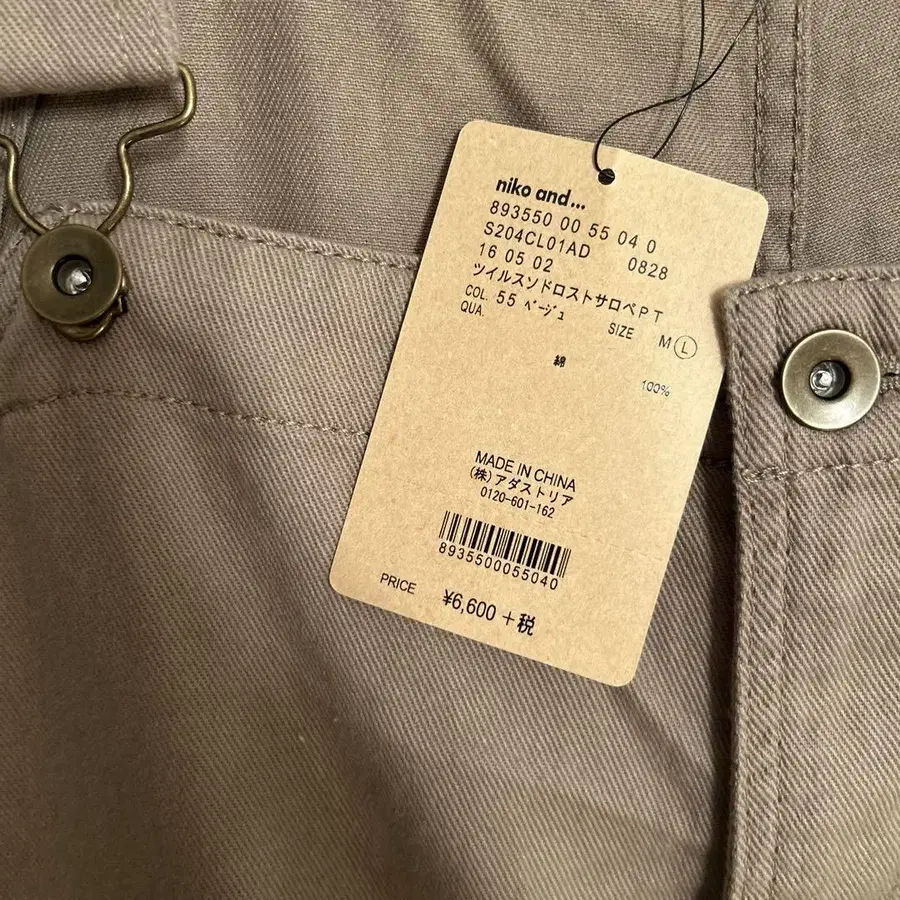 niko and...
893550 00 55 04 0
S204CL01AD 0828
16 05 02
ツイルスソドロストサロペPT
COL. 55 ベージュ SIZE M L
QUA.
綿 100%
MADE IN CHINA
(株)アダストリア
0120-601-162
8935500055040
PRICE ¥6,600 +税